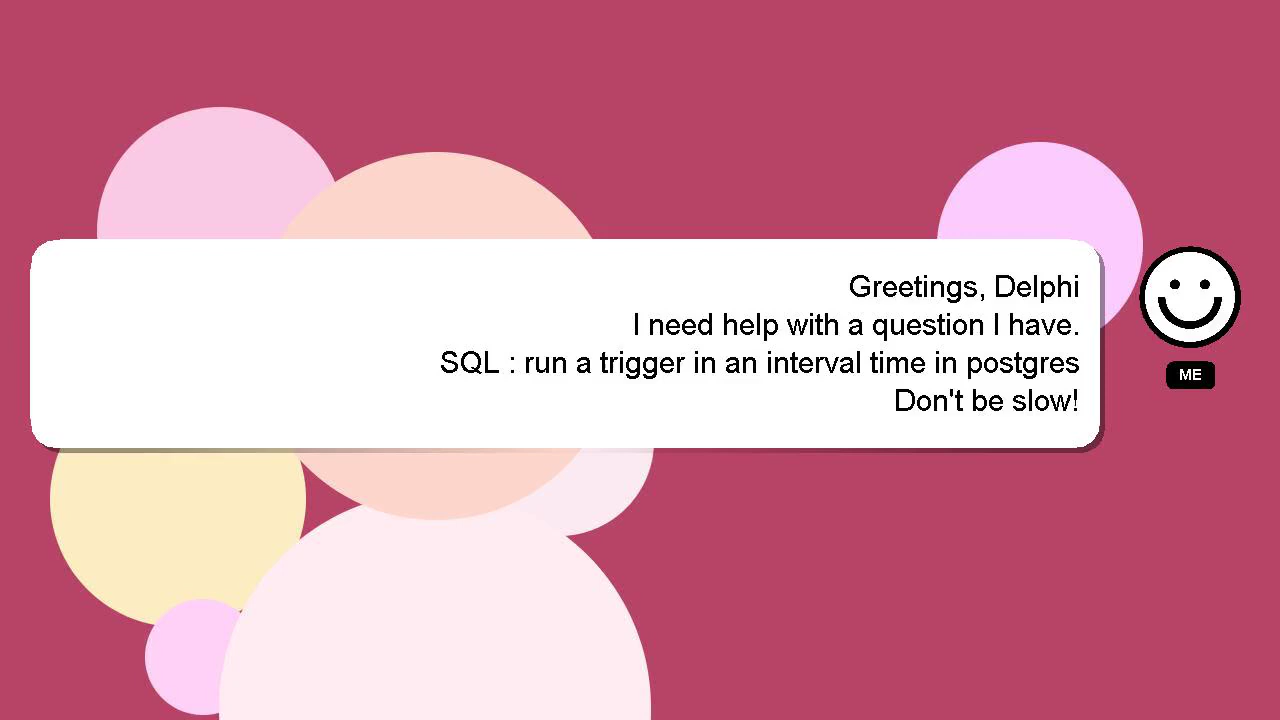 Greetings, Delphi
I need help with a question I have.
SQL : run a trigger in an interval time in postgres
Don't be slow!
ME